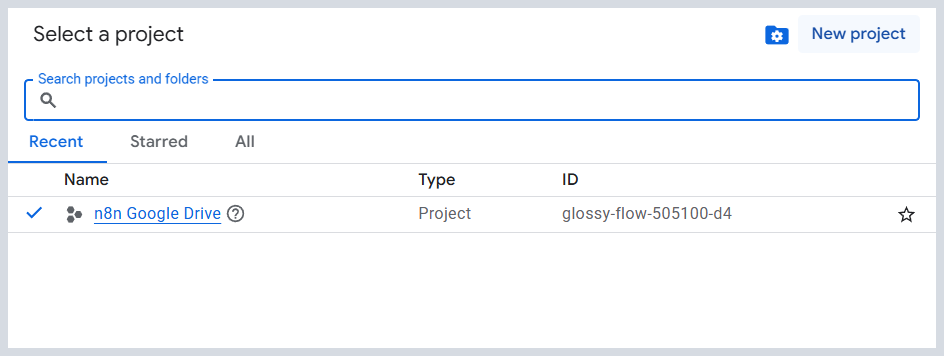 Select a project
New project
Search projects and folders
Recent Starred All
Name Type ID
n8n Google Drive Project glossy-flow-505100-d4